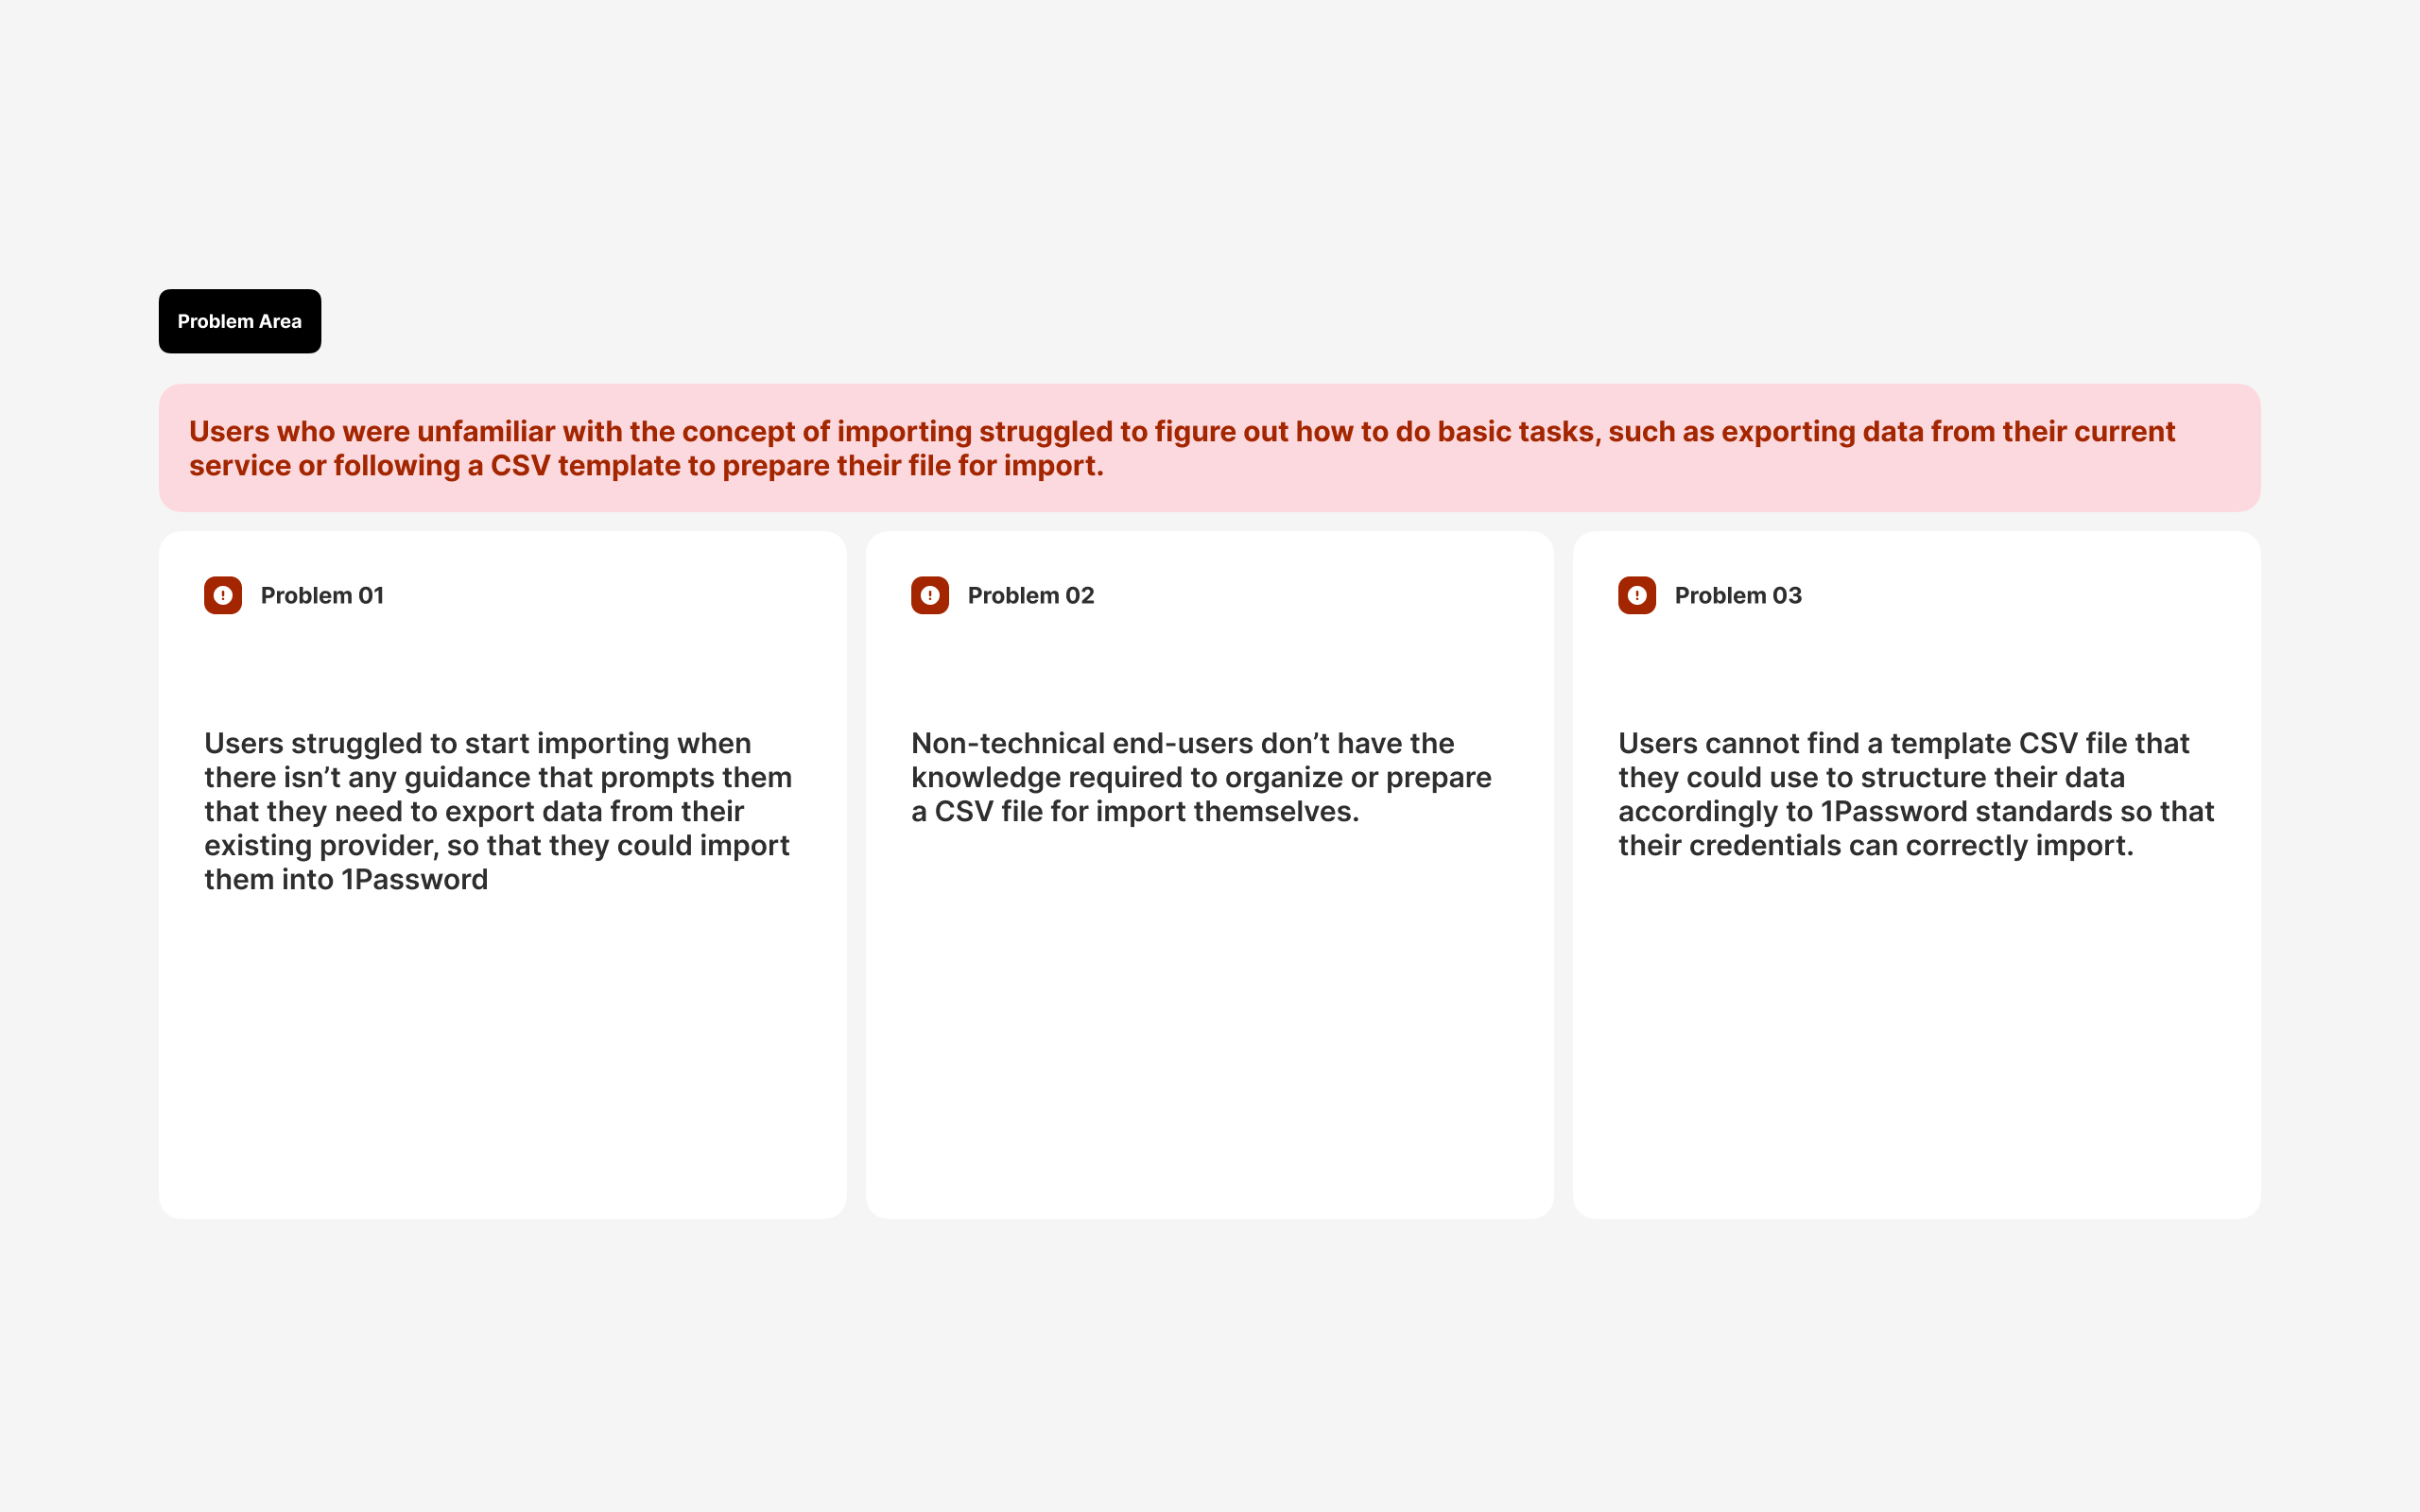 Problem Area
Users who were unfamiliar with the concept of importing struggled to figure out how to do basic tasks, such as exporting data from their current
service or following a CSV template to prepare their file for import.
Problem 01
Users struggled to start importing when
there isn’t any guidance that prompts them
that they need to export data from their
existing provider, so that they could import
them into 1Password
Problem 02
Non-technical end-users don’t have the
knowledge required to organize or prepare
a CSV file for import themselves.
Problem 03
Users cannot find a template CSV file that
they could use to structure their data
accordingly to 1Password standards so that
their credentials can correctly import.